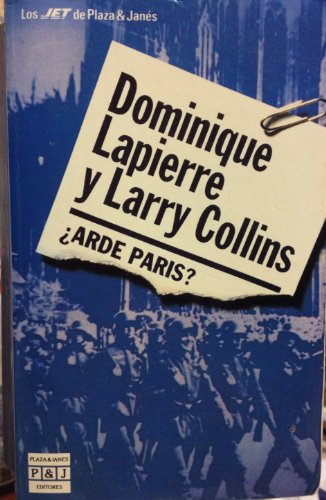 Los JET de Plaza & Janés
Dominique
Lapierre
y Larry Collins
¿ARDE PARIS?
PLAZA & JANES
P & J
EDITORES